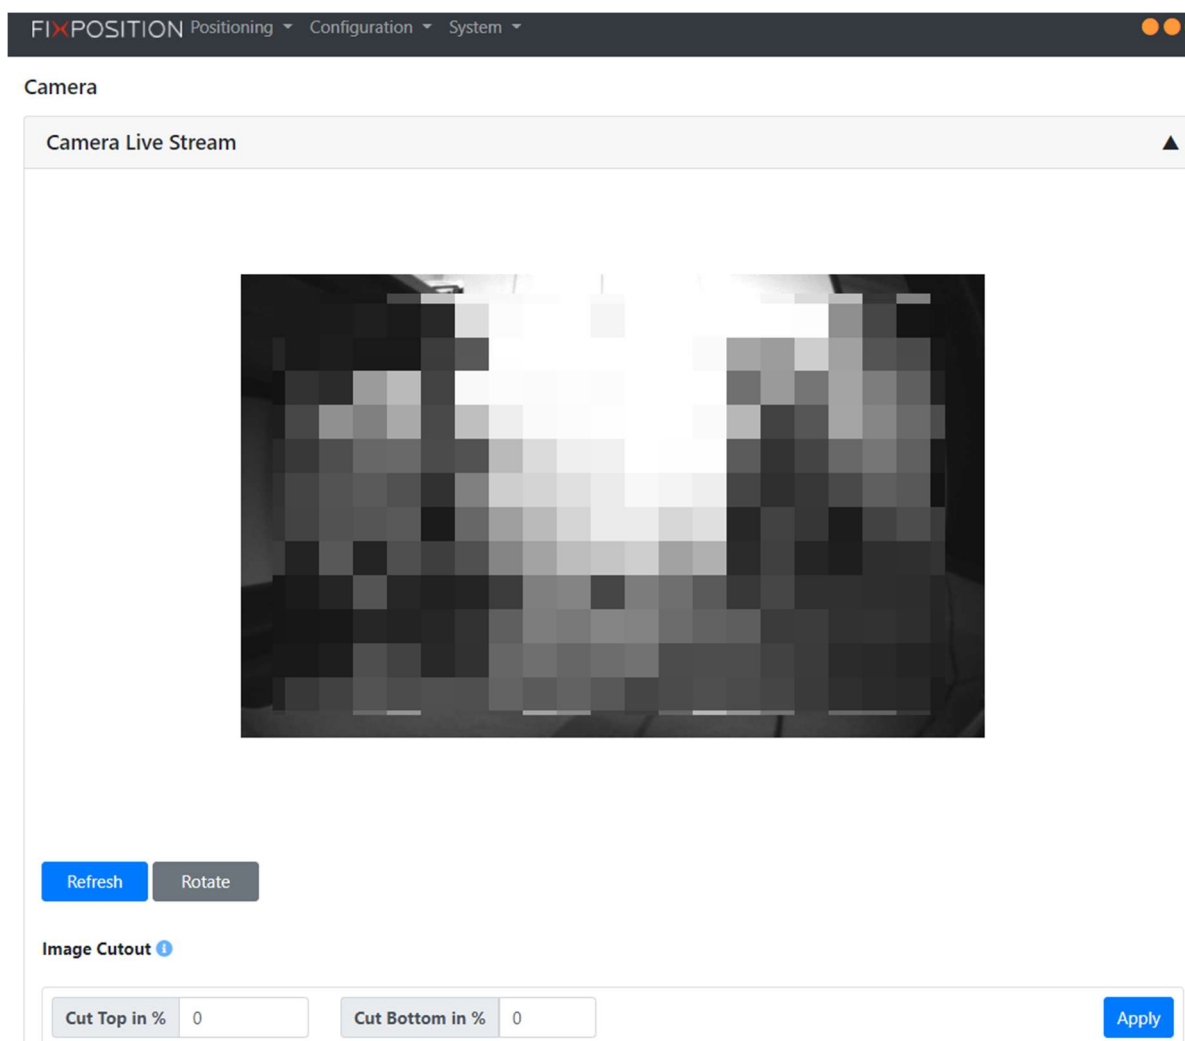 FIXPOSITION Positioning Configuration System
Camera
Camera Live Stream
Refresh Rotate
Image Cutout
Cut Top in % 0 Cut Bottom in % 0 Apply